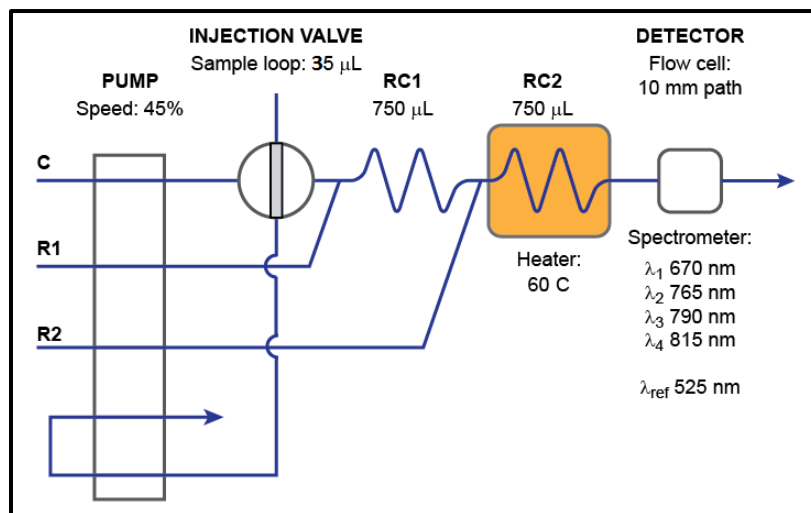 INJECTION VALVE
Sample loop: 35 μL
DETECTOR
Flow cell:
10 mm path
PUMP
Speed: 45%
RC1
750 μL
RC2
750 μL
C
R1
R2
Heater:
60 C
Spectrometer:
λ1 670 nm
λ2 765 nm
λ3 790 nm
λ4 815 nm
λref 525 nm